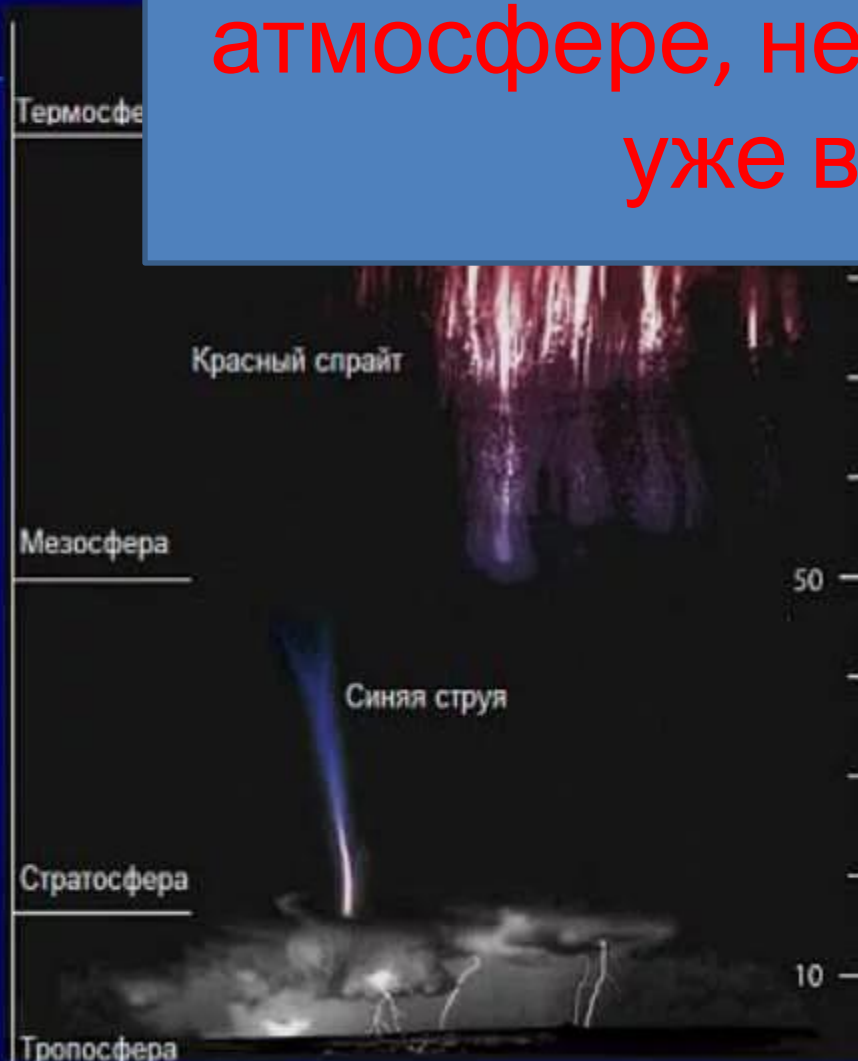 атмосфере, не
уже в
Термосфе
Красный спрайт
Мезосфера
50
Синяя струя
Стратосфера
10
Тропосфера